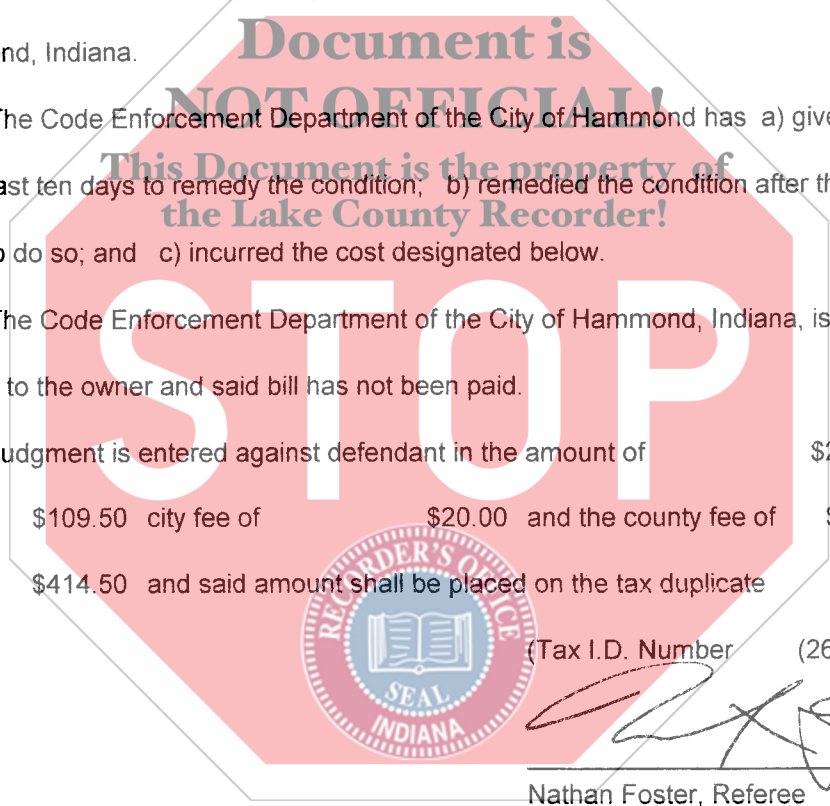 Document is
nd, Indiana.
NOT OFFICIAL!
The Code Enforcement Department of the City of Hammond has a) give
This Document is the property of
ast ten days to remedy the condition; b) remedied the condition after th
the Lake County Recorder!
o do so; and c) incurred the cost designated below.
The Code Enforcement Department of the City of Hammond, Indiana, is
STOP
to the owner and said bill has not been paid.
udgment is entered against defendant in the amount of $2
$109.50 city fee of $20.00 and the county fee of $
$414.50 and said amount shall be placed on the tax duplicate
RECORDER'S OFFICE
SEAL
INDIANA
(Tax I.D. Number (26
Nathan Foster, Referee